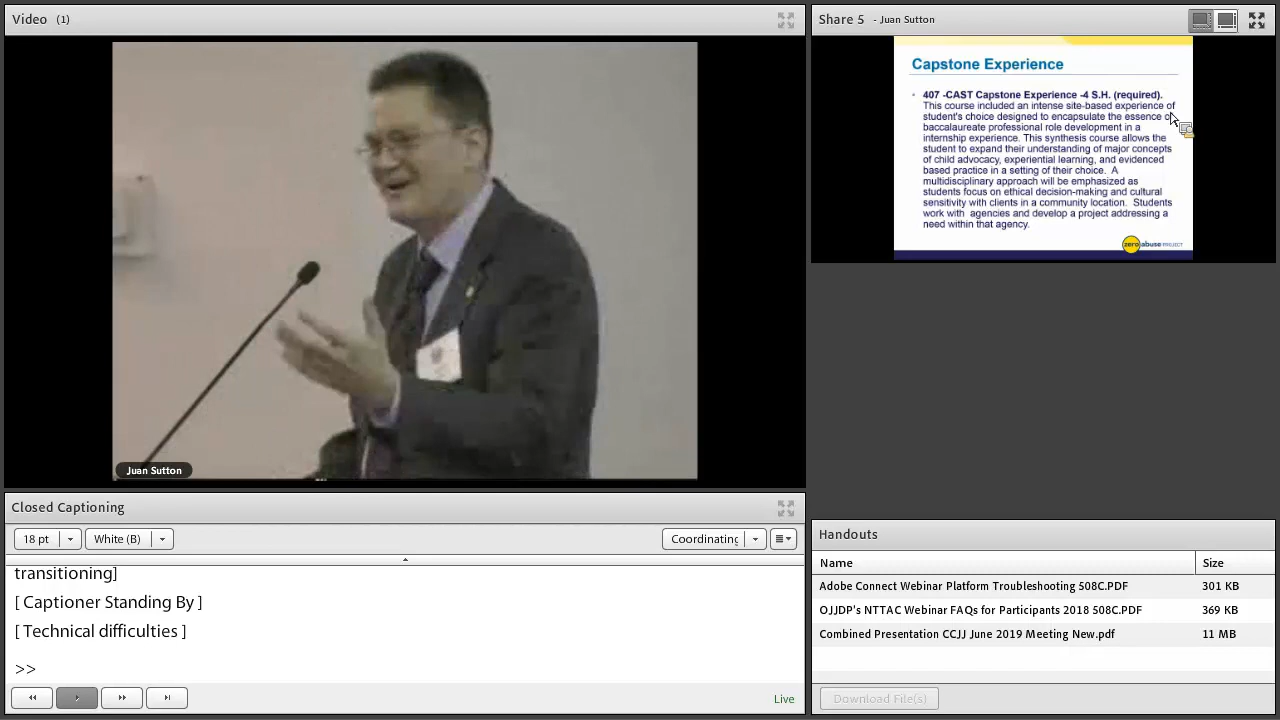 Video (1)
Juan Sutton
Share 5 - Juan Sutton
Capstone Experience
• 407 -CAST Capstone Experience -4 S.H. (required).
This course included an intense site-based experience of
student's choice designed to encapsulate the essence of
baccalaureate professional role development in a
internship experience. This synthesis course allows the
student to expand their understanding of major concepts
of child advocacy, experiential learning, and evidenced
based practice in a setting of their choice. A
multidisciplinary approach will be emphasized as
students focus on ethical decision-making and cultural
sensitivity with clients in a community location. Students
work with agencies and develop a project addressing a
need within that agency.
zero abuse PROJECT
Closed Captioning
18 pt White (B) Coordinating
transitioning]
[ Captioner Standing By ]
[ Technical difficulties ]
>>
Live
Handouts
Name Size
Adobe Connect Webinar Platform Troubleshooting 508C.PDF 301 KB
OJJDP's NTTAC Webinar FAQs for Participants 2018 508C.PDF 369 KB
Combined Presentation CCJJ June 2019 Meeting New.pdf 11 MB
Download File(s)